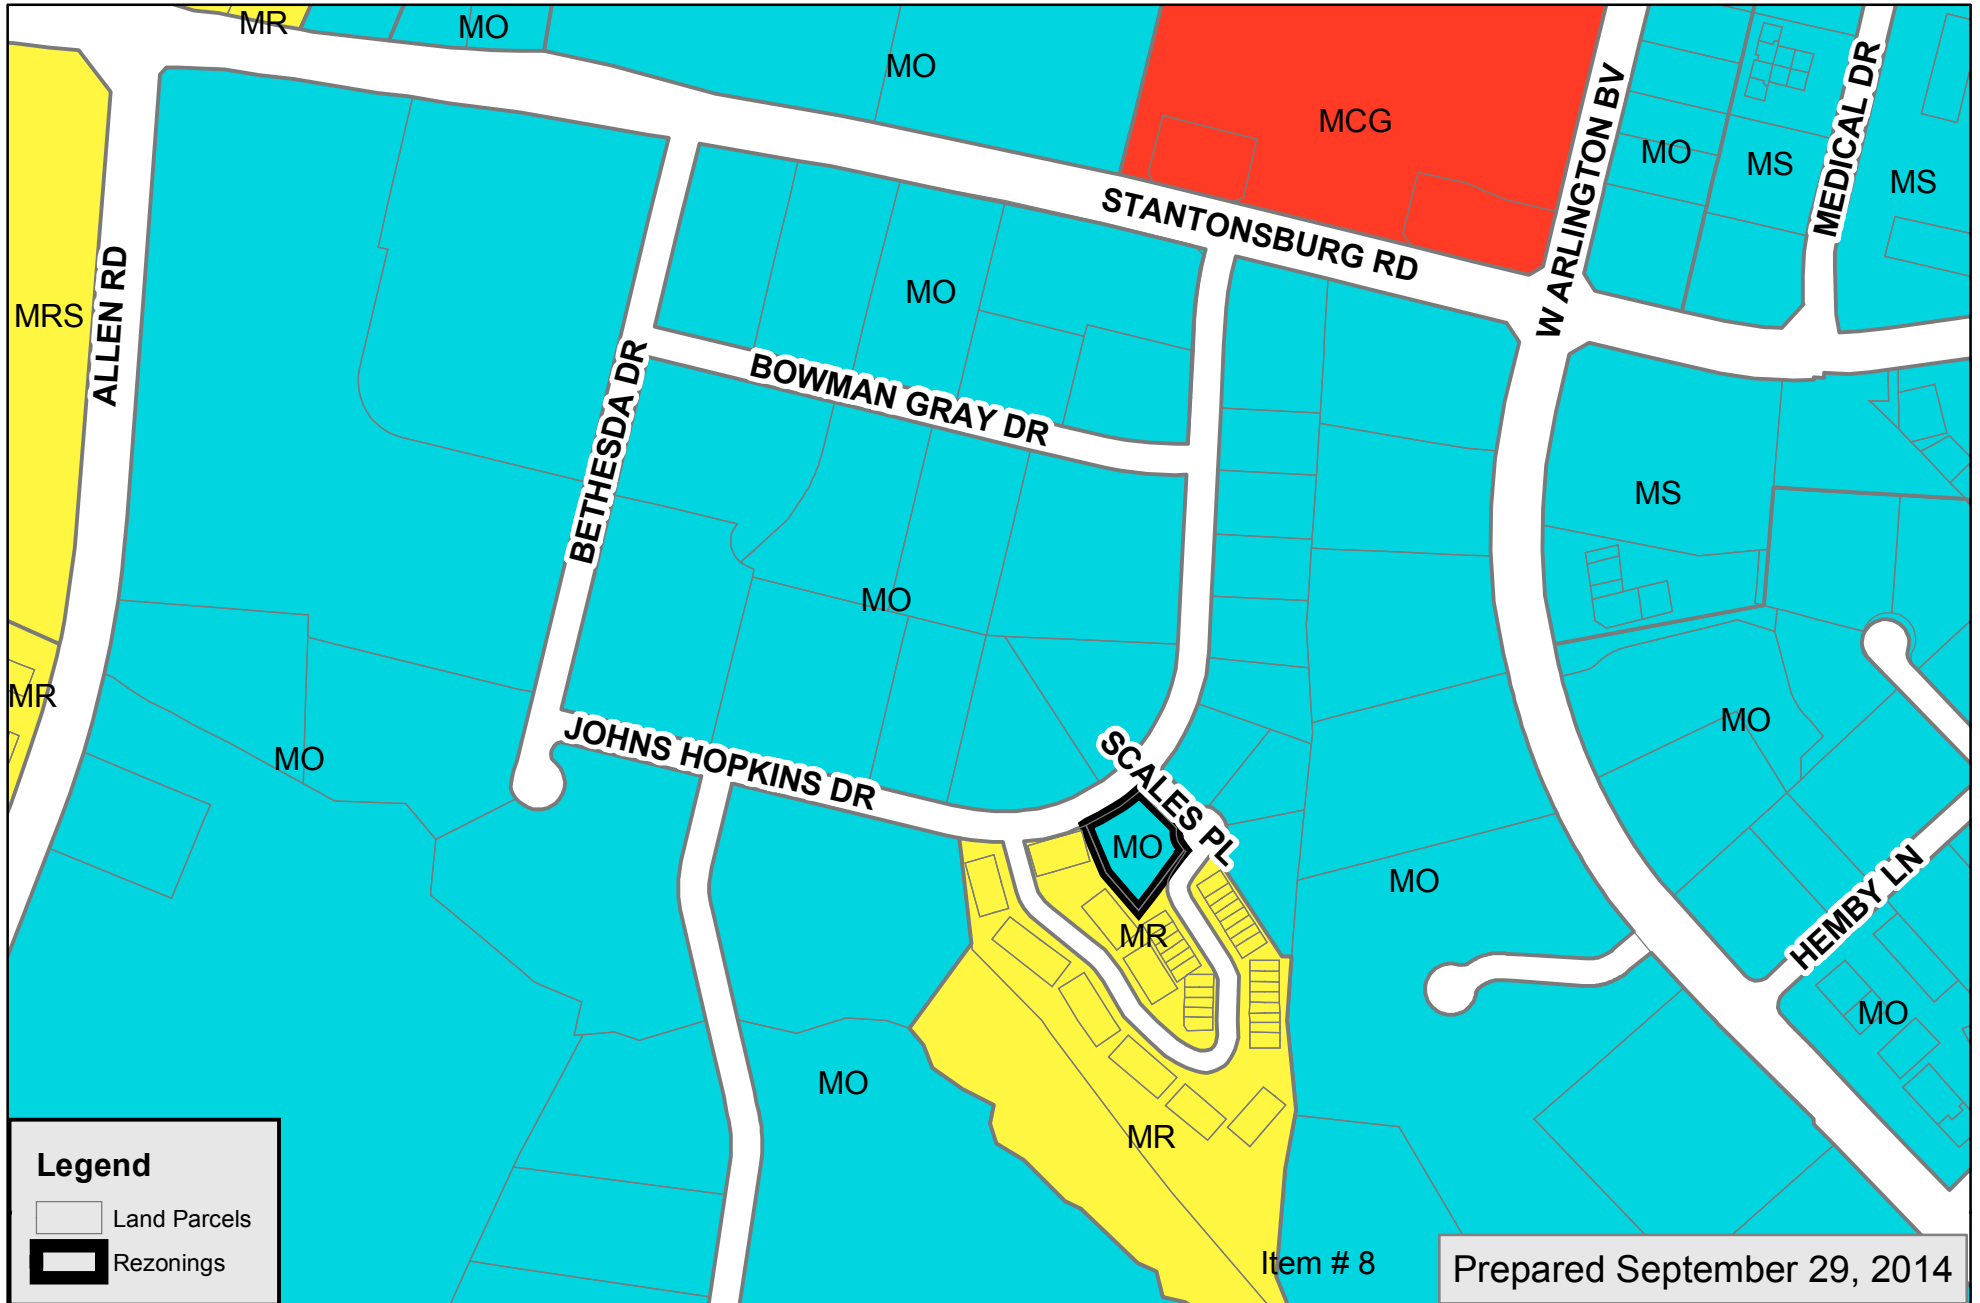 MR
MO
MO
MCG
W ARLINGTON BV
MO
MS
MEDICAL DR
MS
STANTONSBURG RD
MRS
ALLEN RD
MO
BETHESDA DR
BOWMAN GRAY DR
MS
MO
MR
MO
JOHNS HOPKINS DR
SCALES PL
MO
MO
MO
HEMBY LN
MR
MO
MO
MR
Legend
Land Parcels
Rezonings
Item # 8
Prepared September 29, 2014